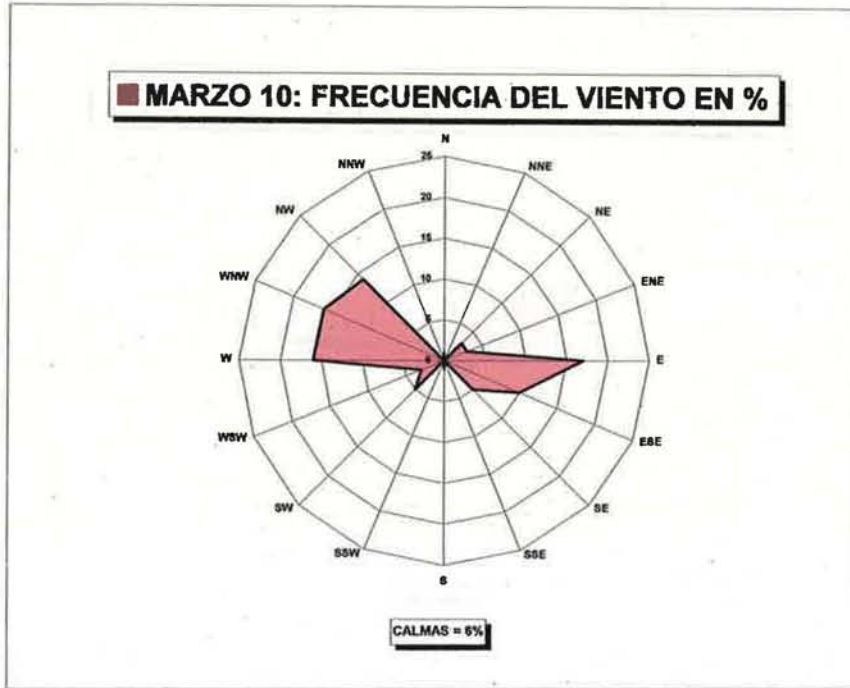 MARZO 10: FRECUENCIA DEL VIENTO EN %
N
NNE
NE
ENE
E
ESE
SE
SSE
S
SSW
SW
WSW
W
WNW
NW
NNW
25
20
15
10
5
0
CALMAS = 6%